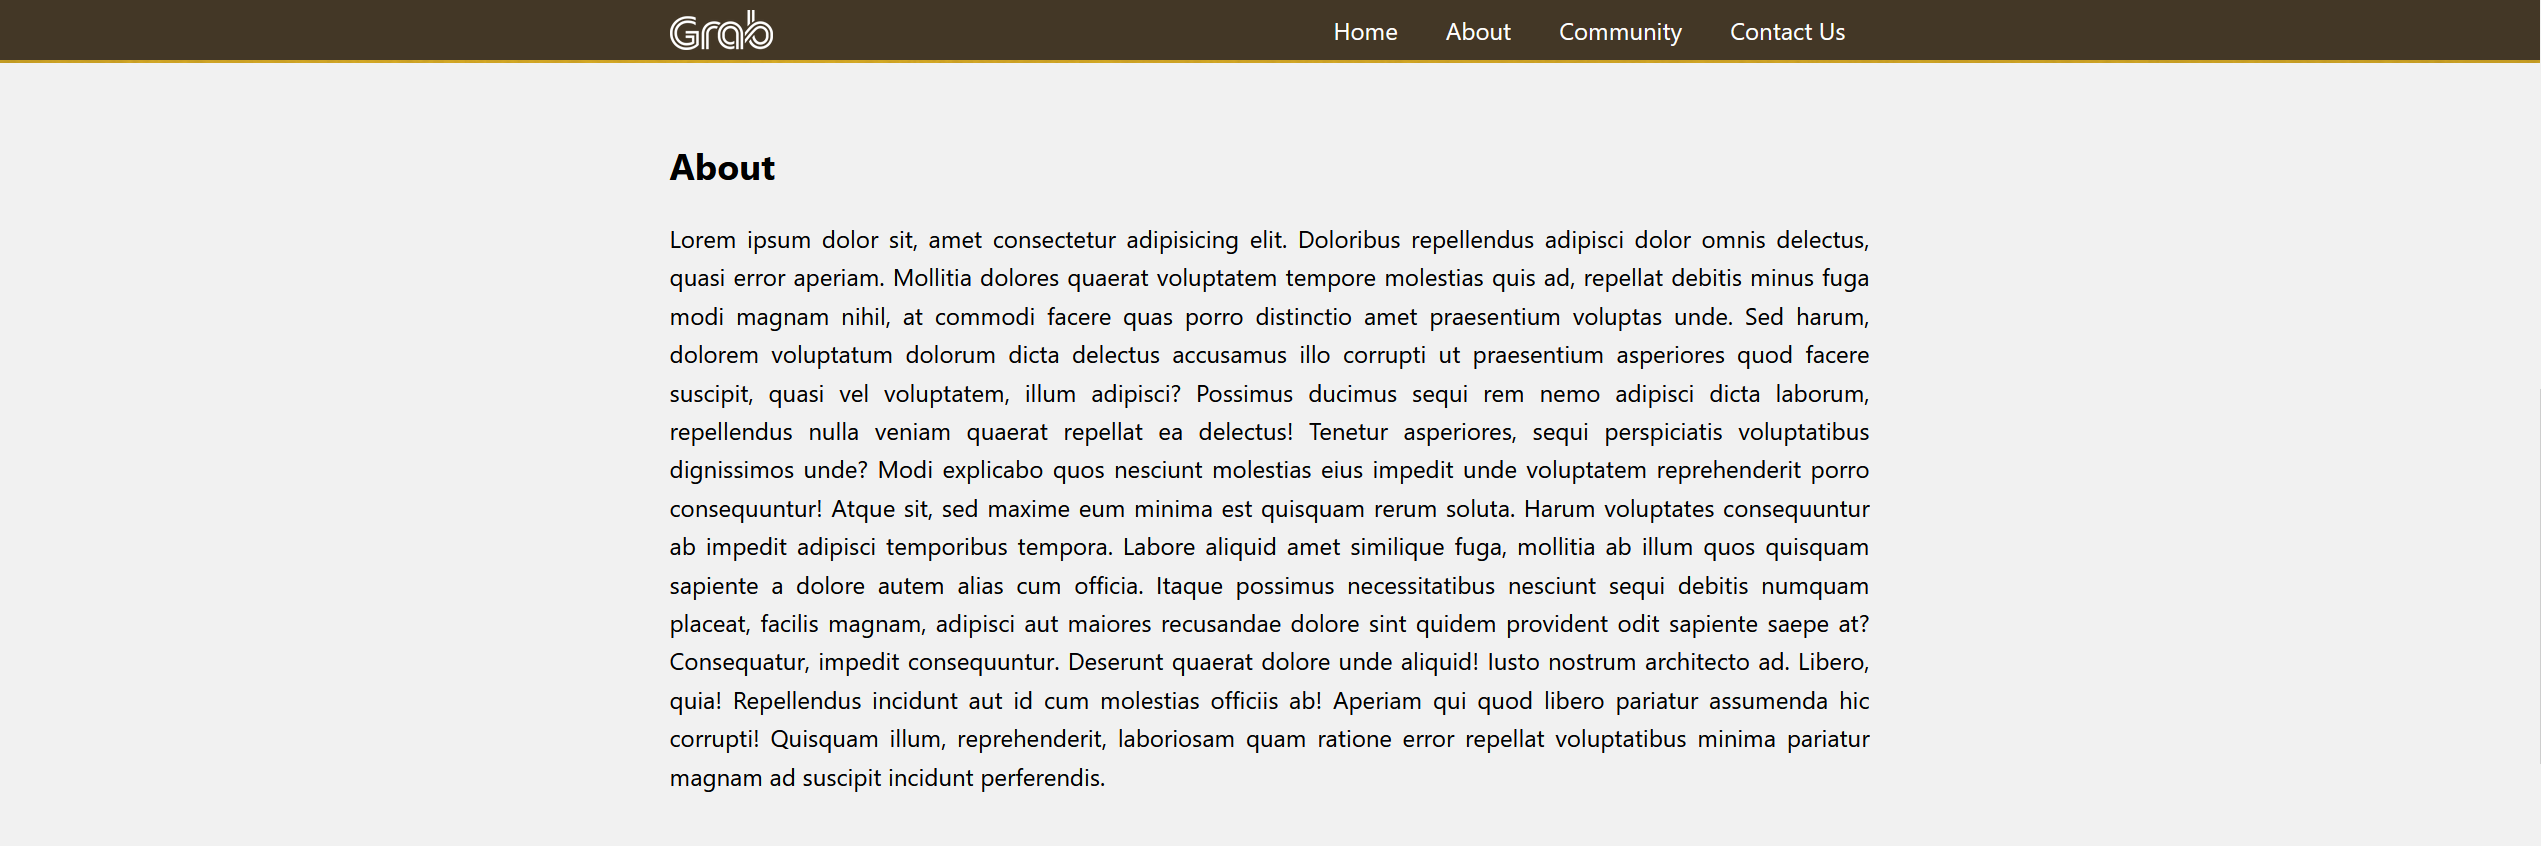 Grab
Home About Community Contact Us
About
Lorem ipsum dolor sit, amet consectetur adipisicing elit. Doloribus repellendus adipisci dolor omnis delectus,
quasi error aperiam. Mollitia dolores quaerat voluptatem tempore molestias quis ad, repellat debitis minus fuga
modi magnam nihil, at commodi facere quas porro distinctio amet praesentium voluptas unde. Sed harum,
dolorem voluptatum dolorum dicta delectus accusamus illo corrupti ut praesentium asperiores quod facere
suscipit, quasi vel voluptatem, illum adipisci? Possimus ducimus sequi rem nemo adipisci dicta laborum,
repellendus nulla veniam quaerat repellat ea delectus! Tenetur asperiores, sequi perspiciatis voluptatibus
dignissimos unde? Modi explicabo quos nesciunt molestias eius impedit unde voluptatem reprehenderit porro
consequuntur! Atque sit, sed maxime eum minima est quisquam rerum soluta. Harum voluptates consequuntur
ab impedit adipisci temporibus tempora. Labore aliquid amet similique fuga, mollitia ab illum quos quisquam
sapiente a dolore autem alias cum officia. Itaque possimus necessitatibus nesciunt sequi debitis numquam
placeat, facilis magnam, adipisci aut maiores recusandae dolore sint quidem provident odit sapiente saepe at?
Consequatur, impedit consequuntur. Deserunt quaerat dolore unde aliquid! Iusto nostrum architecto ad. Libero,
quia! Repellendus incidunt aut id cum molestias officiis ab! Aperiam qui quod libero pariatur assumenda hic
corrupti! Quisquam illum, reprehenderit, laboriosam quam ratione error repellat voluptatibus minima pariatur
magnam ad suscipit incidunt perferendis.